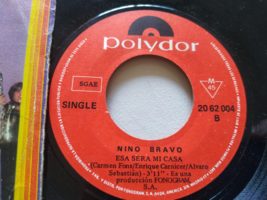 polydor
SGAE
M
45
SINGLE
20 62 004
B
NINO BRAVO
ESA SERA MI CASA
(Carmen Fons/Enrique Carnicer/Alvaro
Sebastián) - 3'11" - Es una
producción FONOGRAM,
S.A.